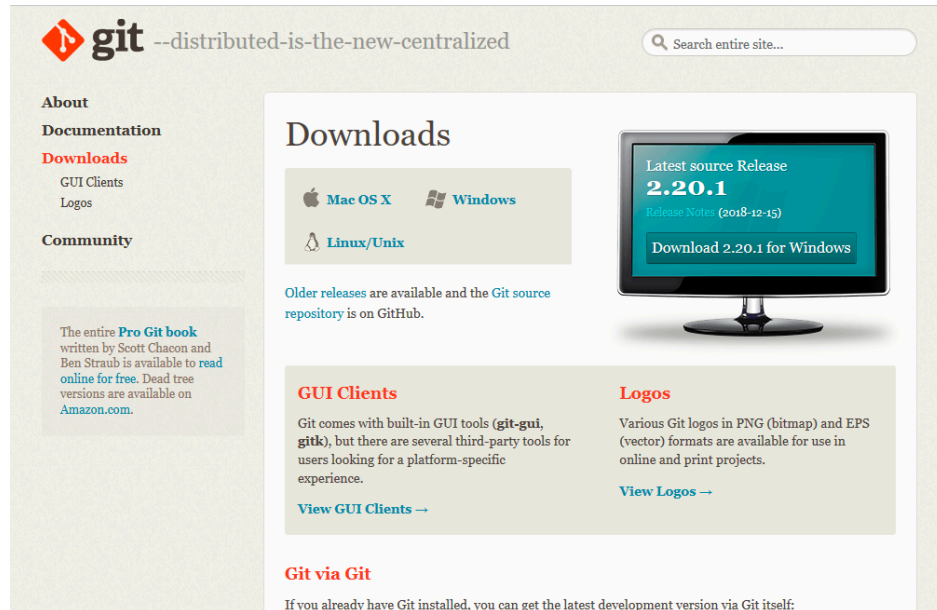 git --distributed-is-the-new-centralized
Search entire site...
About
Documentation
Downloads
GUI Clients
Logos
Community
The entire Pro Git book
written by Scott Chacon and
Ben Straub is available to read
online for free. Dead tree
versions are available on
Amazon.com.
Downloads
Mac OS X
Windows
Linux/Unix
Older releases are available and the Git source
repository is on GitHub.
Latest source Release
2.20.1
Release Notes (2018-12-15)
Download 2.20.1 for Windows
GUI Clients
Git comes with built-in GUI tools (git-gui,
gitk), but there are several third-party tools for
users looking for a platform-specific
experience.
View GUI Clients →
Logos
Various Git logos in PNG (bitmap) and EPS
(vector) formats are available for use in
online and print projects.
View Logos →
Git via Git
If you already have Git installed, you can get the latest development version via Git itself: